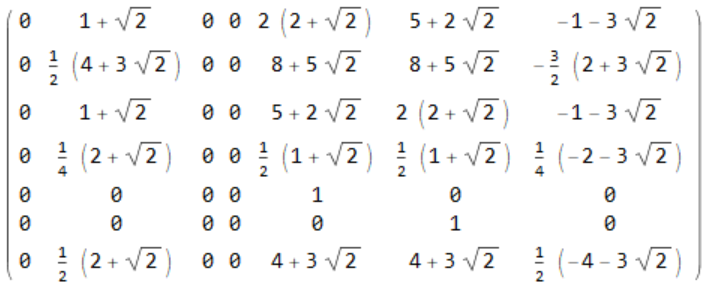 0 1 + √2 0 0 2 (2 + √2) 5 + 2 √2 -1 - 3 √2
0 1/2 (4 + 3 √2) 0 0 8 + 5 √2 8 + 5 √2 -3/2 (2 + 3 √2)
0 1 + √2 0 0 5 + 2 √2 2 (2 + √2) -1 - 3 √2
0 1/4 (2 + √2) 0 0 1/2 (1 + √2) 1/2 (1 + √2) 1/4 (-2 - 3 √2)
0 0 0 0 1 0 0
0 0 0 0 0 1 0
0 1/2 (2 + √2) 0 0 4 + 3 √2 4 + 3 √2 1/2 (-4 - 3 √2)